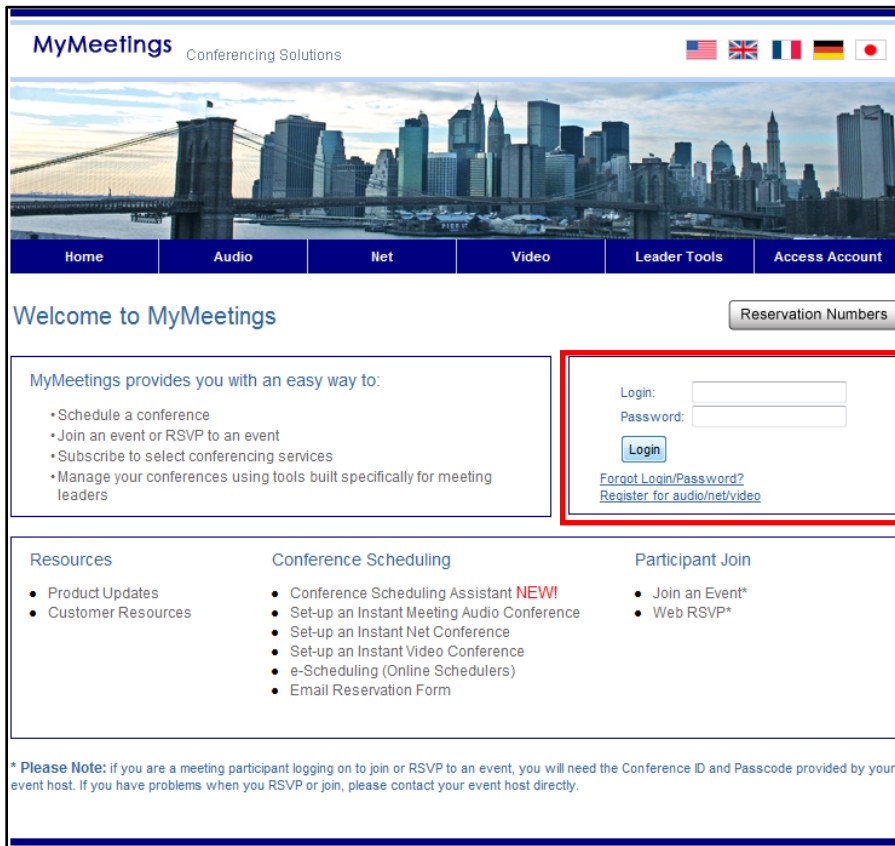 MyMeetings Conferencing Solutions
PIER 17
Home Audio Net Video Leader Tools Access Account
Welcome to MyMeetings
Reservation Numbers
MyMeetings provides you with an easy way to:
•Schedule a conference
•Join an event or RSVP to an event
•Subscribe to select conferencing services
•Manage your conferences using tools built specifically for meeting
leaders
Login:
Password:
Login
Forgot Login/Password?
Register for audio/net/video
Resources
• Product Updates
• Customer Resources
Conference Scheduling
• Conference Scheduling Assistant NEW!
• Set-up an Instant Meeting Audio Conference
• Set-up an Instant Net Conference
• Set-up an Instant Video Conference
• e-Scheduling (Online Schedulers)
• Email Reservation Form
Participant Join
• Join an Event*
• Web RSVP*
* Please Note: if you are a meeting participant logging on to join or RSVP to an event, you will need the Conference ID and Passcode provided by your
event host. If you have problems when you RSVP or join, please contact your event host directly.